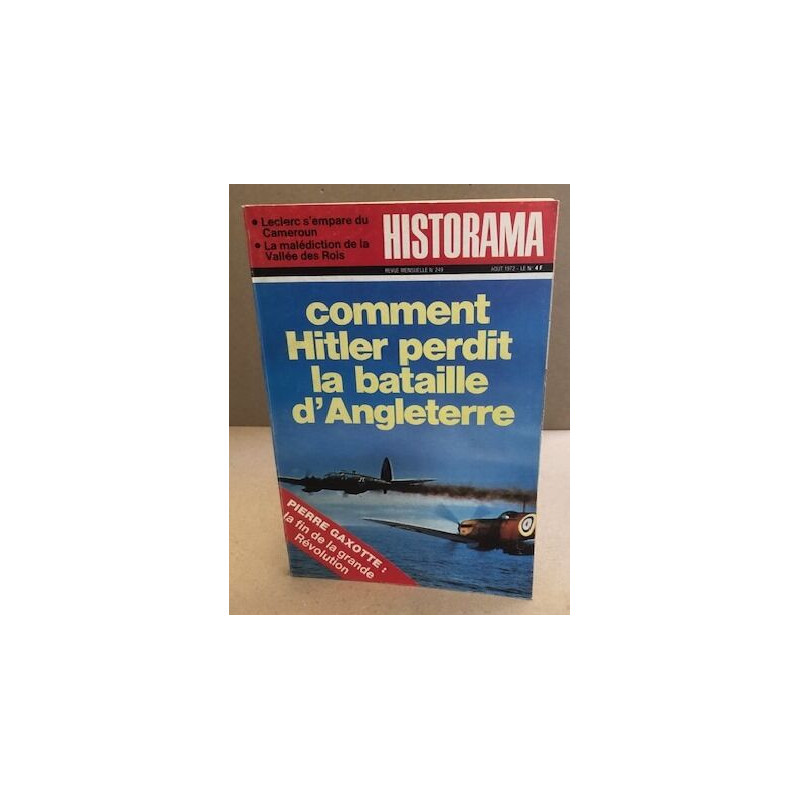 • Leclerc s'empare du
Cameroun
• La malédiction de la
Vallée des Rois
HISTORAMA
REVUE MENSUELLE N° 249
AOUT 1972 - LE N° 4 F
comment
Hitler perdit
la bataille
d'Angleterre
PIERRE GAXOTTE :
la fin de la grande
Révolution